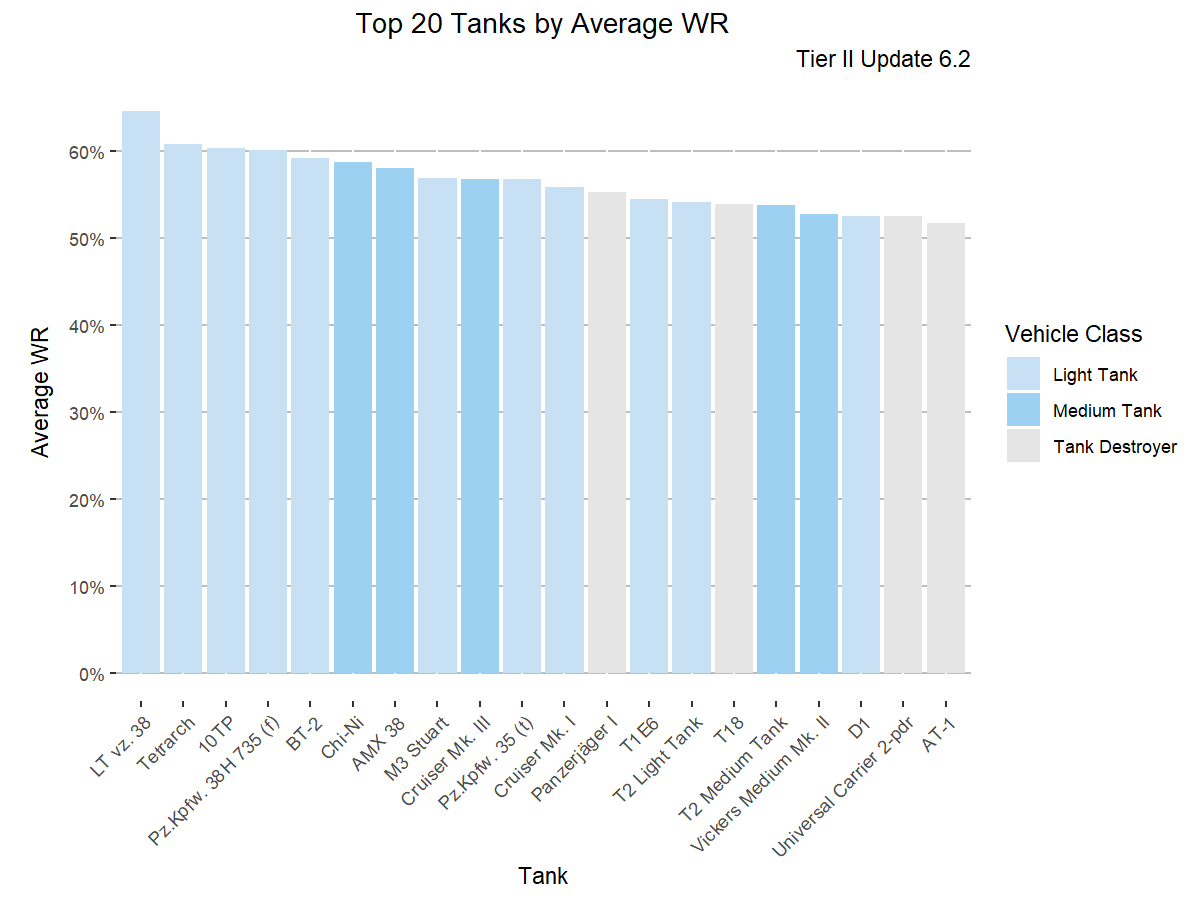 Top 20 Tanks by Average WR
Tier II Update 6.2
60%
50%
40%
30%
20%
10%
0%
Average WR
LT vz. 38
Tetrarch
10TP
Pz.Kpfw. 38H 735 (f)
BT-2
Chi-Ni
AMX 38
M3 Stuart
Cruiser Mk. III
Pz.Kpfw. 35 (t)
Cruiser Mk. I
Panzerjäger I
T1E6
T2 Light Tank
T18
T2 Medium Tank
Vickers Medium Mk. II
D1
Universal Carrier 2-pdr
AT-1
Tank
Vehicle Class
Light Tank
Medium Tank
Tank Destroyer